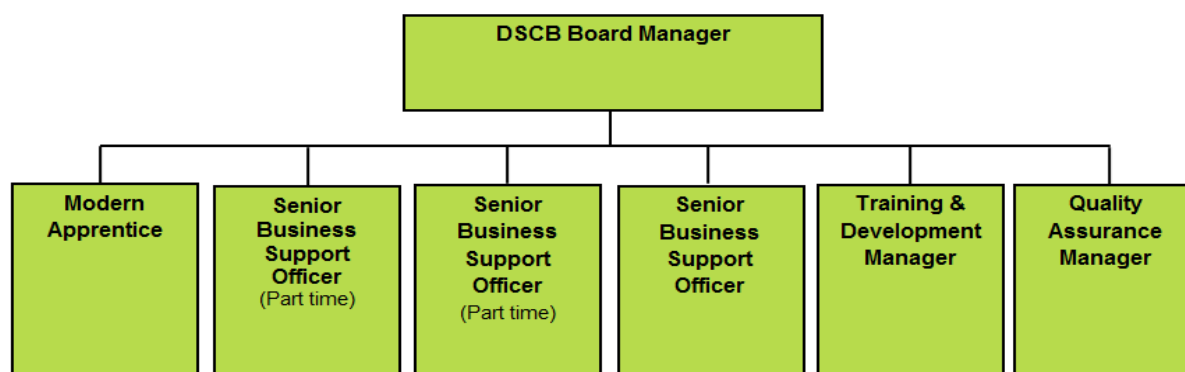 DSCB Board Manager
Modern
Apprentice
Senior
Business
Support
Officer
(Part time)
Senior
Business
Support
Officer
(Part time)
Senior
Business
Support
Officer
Training &
Development
Manager
Quality
Assurance
Manager